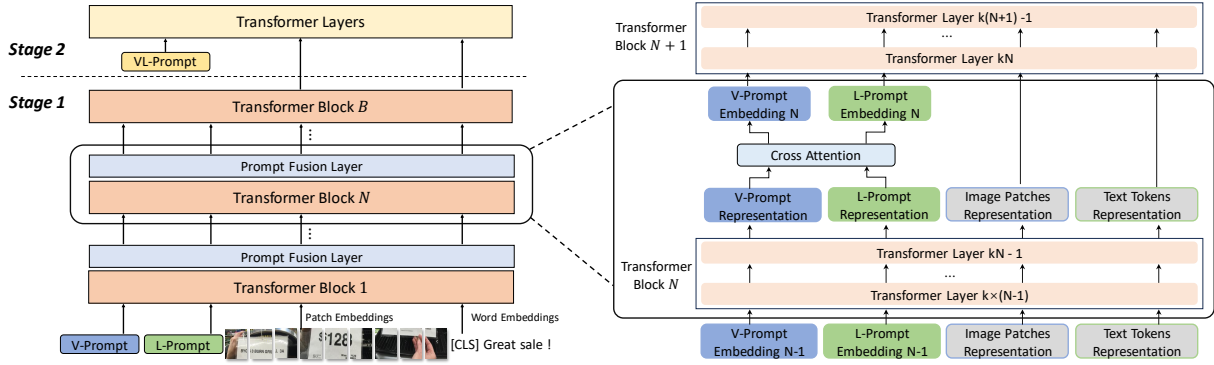 Transformer Layers
Stage 2
VL-Prompt
Stage 1
Transformer Block B
...
Prompt Fusion Layer
Transformer Block N
...
Prompt Fusion Layer
Transformer Block 1
Patch Embeddings
Word Embeddings
V-Prompt
L-Prompt
$128
[CLS] Great sale !
Transformer
Block N + 1
Transformer Layer k(N+1) -1
...
Transformer Layer kN
V-Prompt
Embedding N
L-Prompt
Embedding N
Cross Attention
V-Prompt
Representation
L-Prompt
Representation
Image Patches
Representation
Text Tokens
Representation
Transformer
Block N
Transformer Layer kN - 1
...
Transformer Layer k×(N-1)
V-Prompt
Embedding N-1
L-Prompt
Embedding N-1
Image Patches
Representation
Text Tokens
Representation